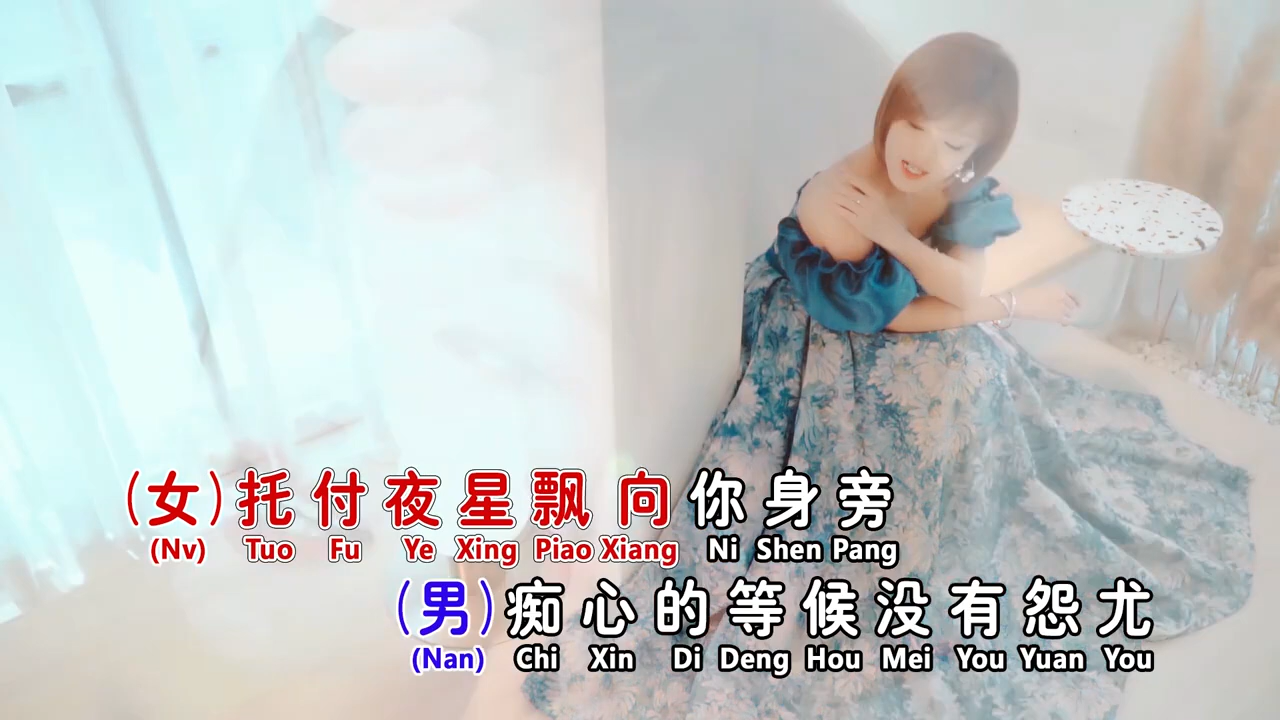 (女)托付夜星飘向你身旁
(Nv) Tuo Fu Ye Xing Piao Xiang Ni Shen Pang
(男)痴心的等候没有怨尤
(Nan) Chi Xin Di Deng Hou Mei You Yuan You